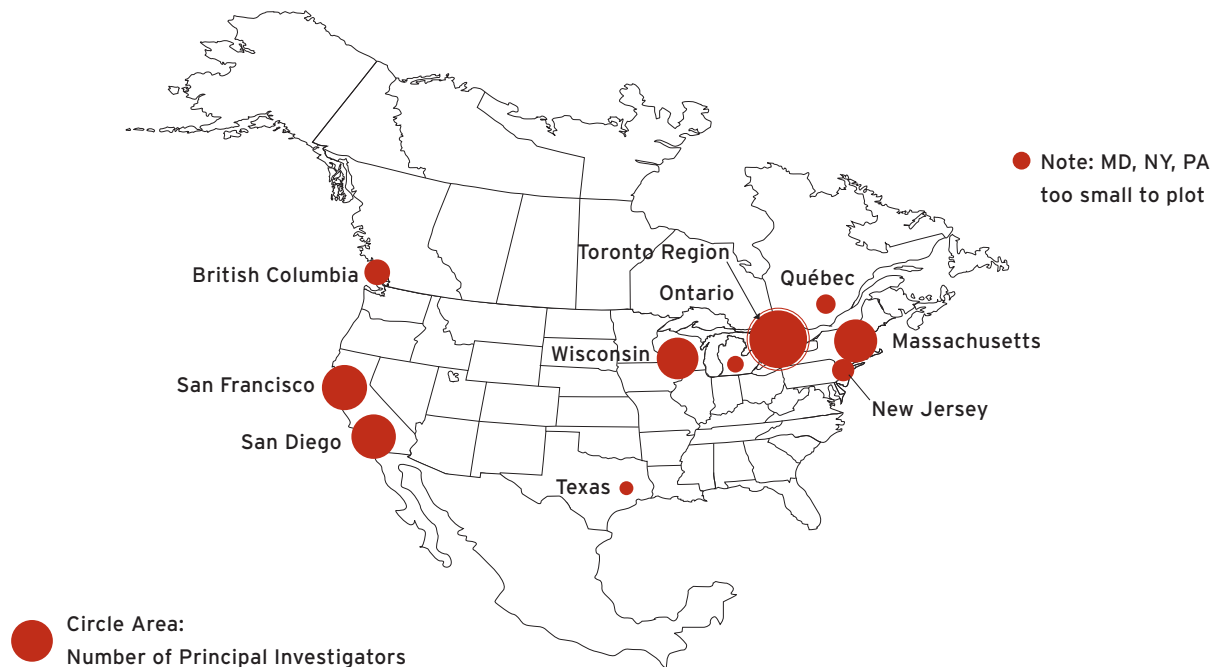 Note: MD, NY, PA
too small to plot
Toronto Region
British Columbia
Québec
Ontario
Massachusetts
Wisconsin
San Francisco
New Jersey
San Diego
Texas
Circle Area:
Number of Principal Investigators